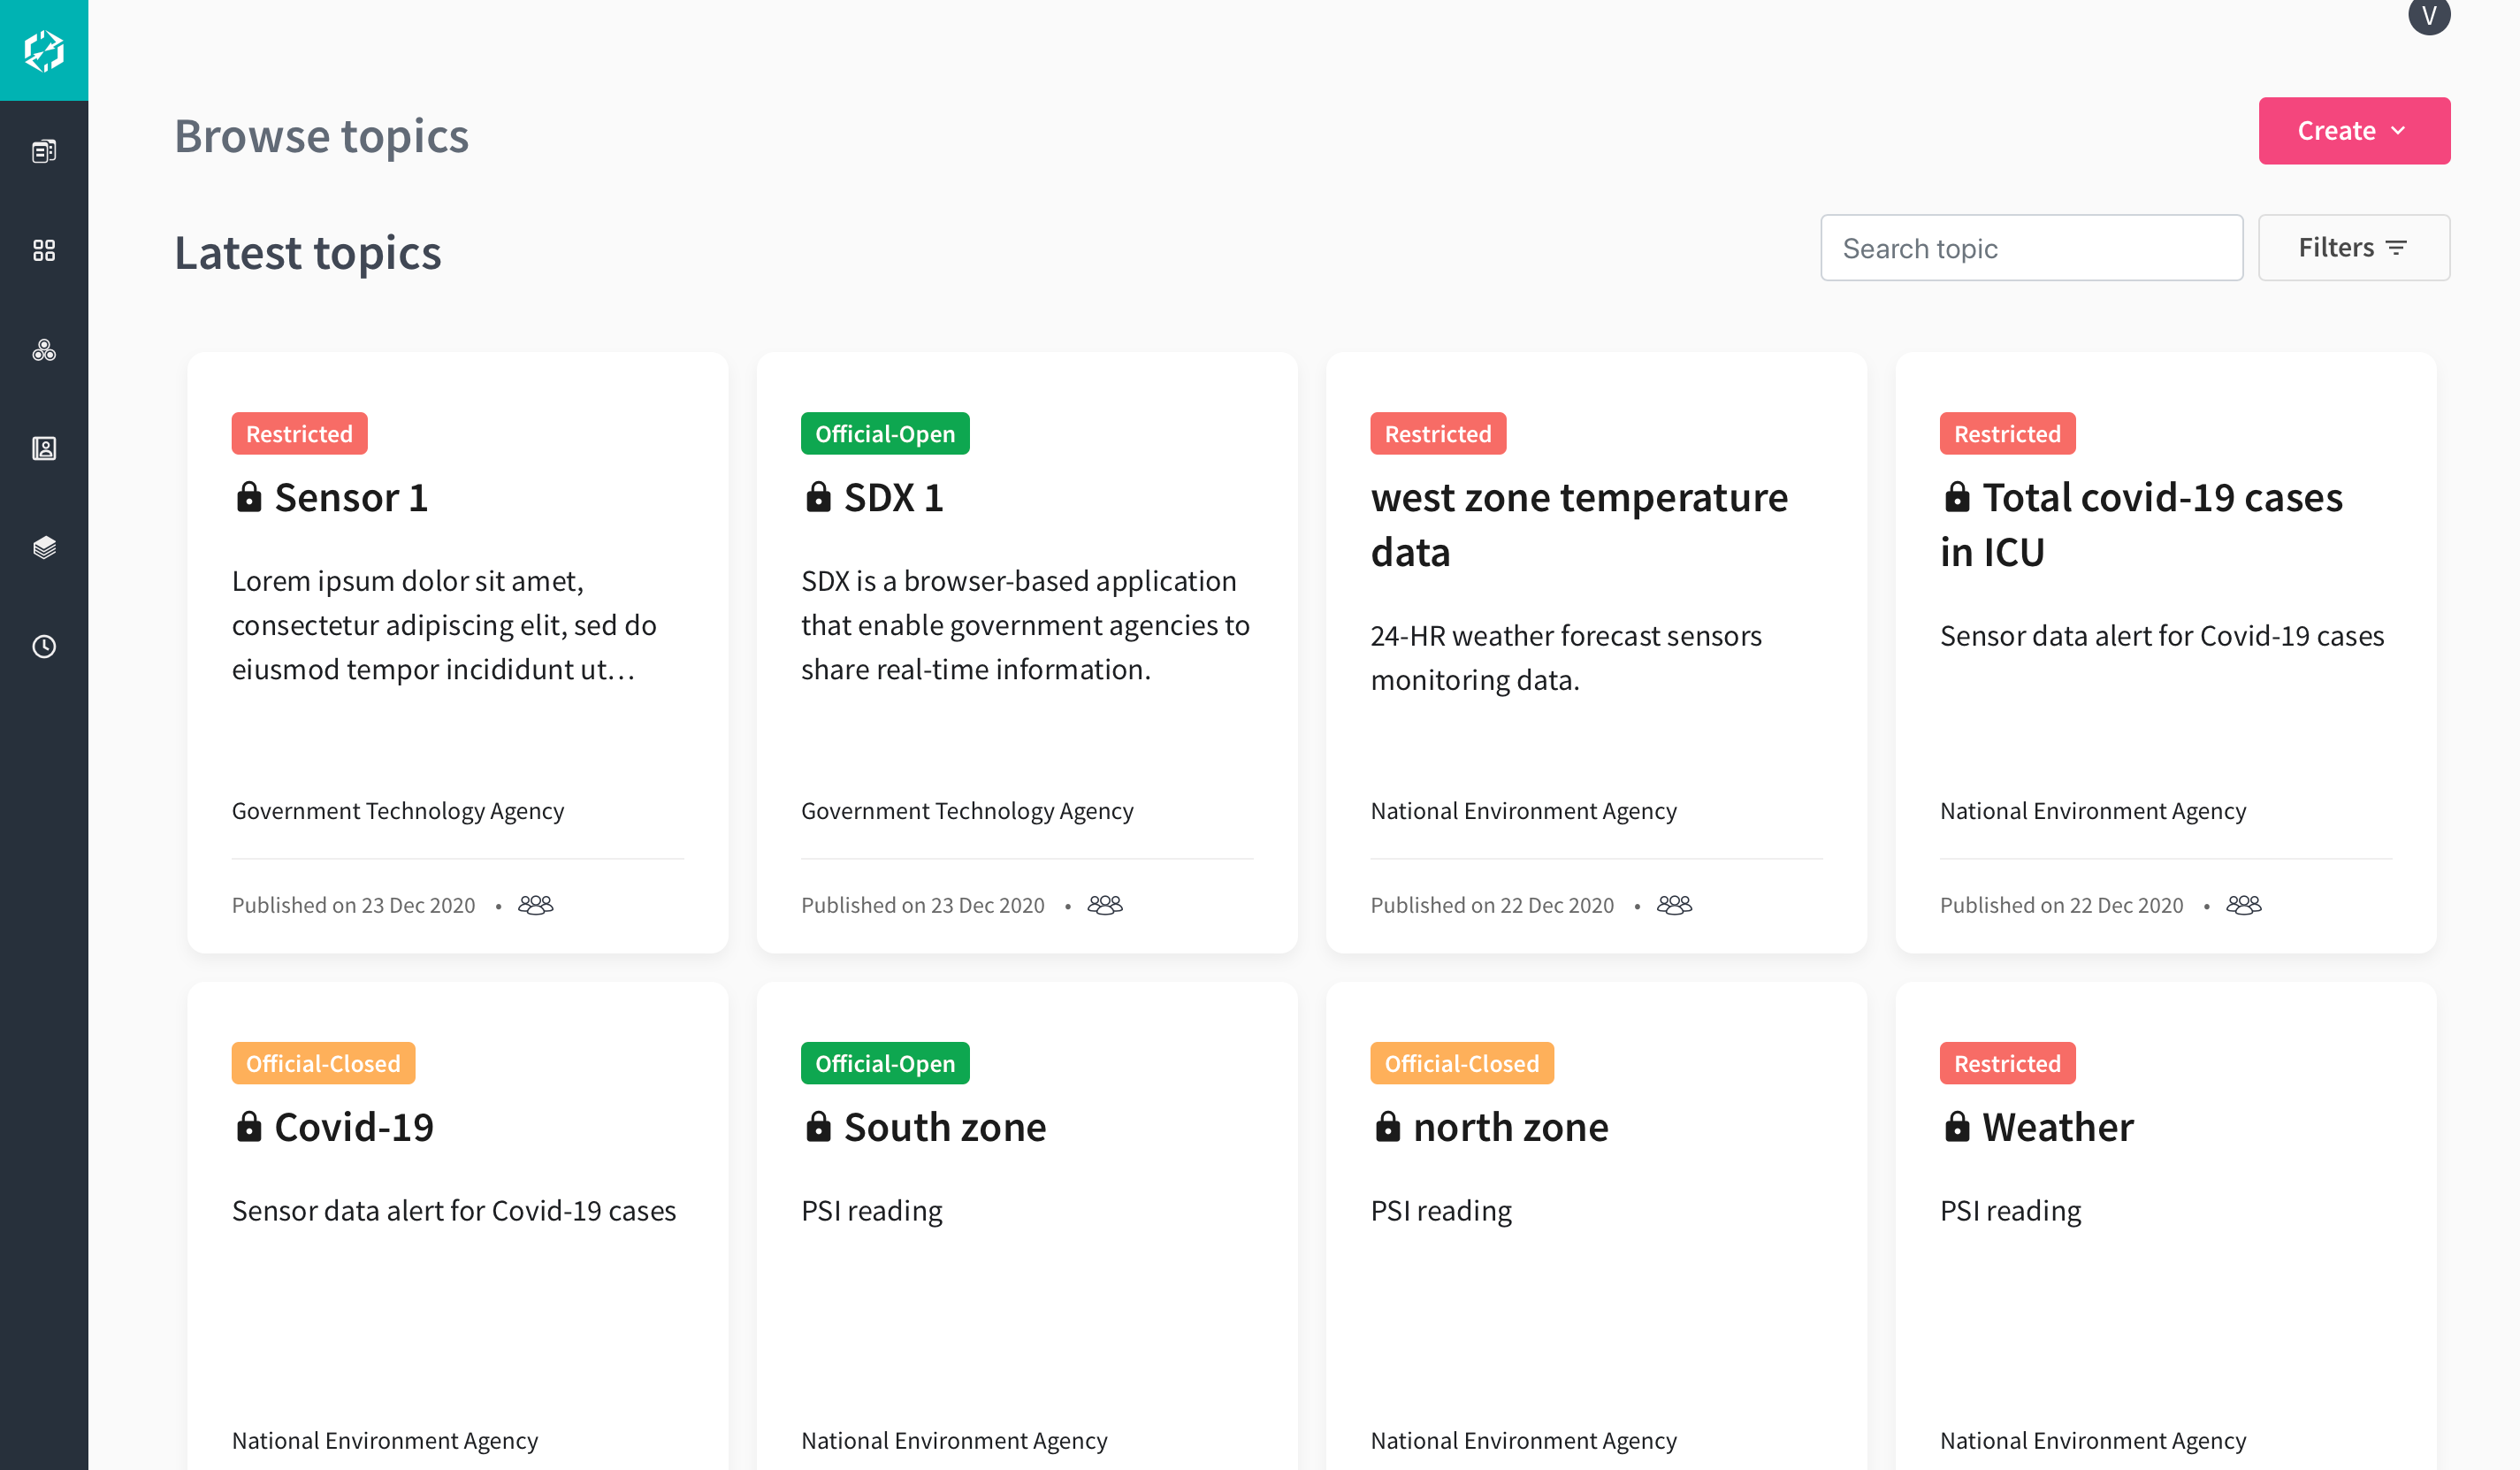 V
Browse topics
Create
Latest topics
Search topic
Filters
Restricted
Sensor 1
Lorem ipsum dolor sit amet,
consectetur adipiscing elit, sed do
eiusmod tempor incididunt ut…
Government Technology Agency
Published on 23 Dec 2020 •
Official-Open
SDX 1
SDX is a browser-based application
that enable government agencies to
share real-time information.
Government Technology Agency
Published on 23 Dec 2020 •
Restricted
west zone temperature
data
24-HR weather forecast sensors
monitoring data.
National Environment Agency
Published on 22 Dec 2020 •
Restricted
Total covid-19 cases
in ICU
Sensor data alert for Covid-19 cases
National Environment Agency
Published on 22 Dec 2020 •
Official-Closed
Covid-19
Sensor data alert for Covid-19 cases
National Environment Agency
Official-Open
South zone
PSI reading
National Environment Agency
Official-Closed
north zone
PSI reading
National Environment Agency
Restricted
Weather
PSI reading
National Environment Agency